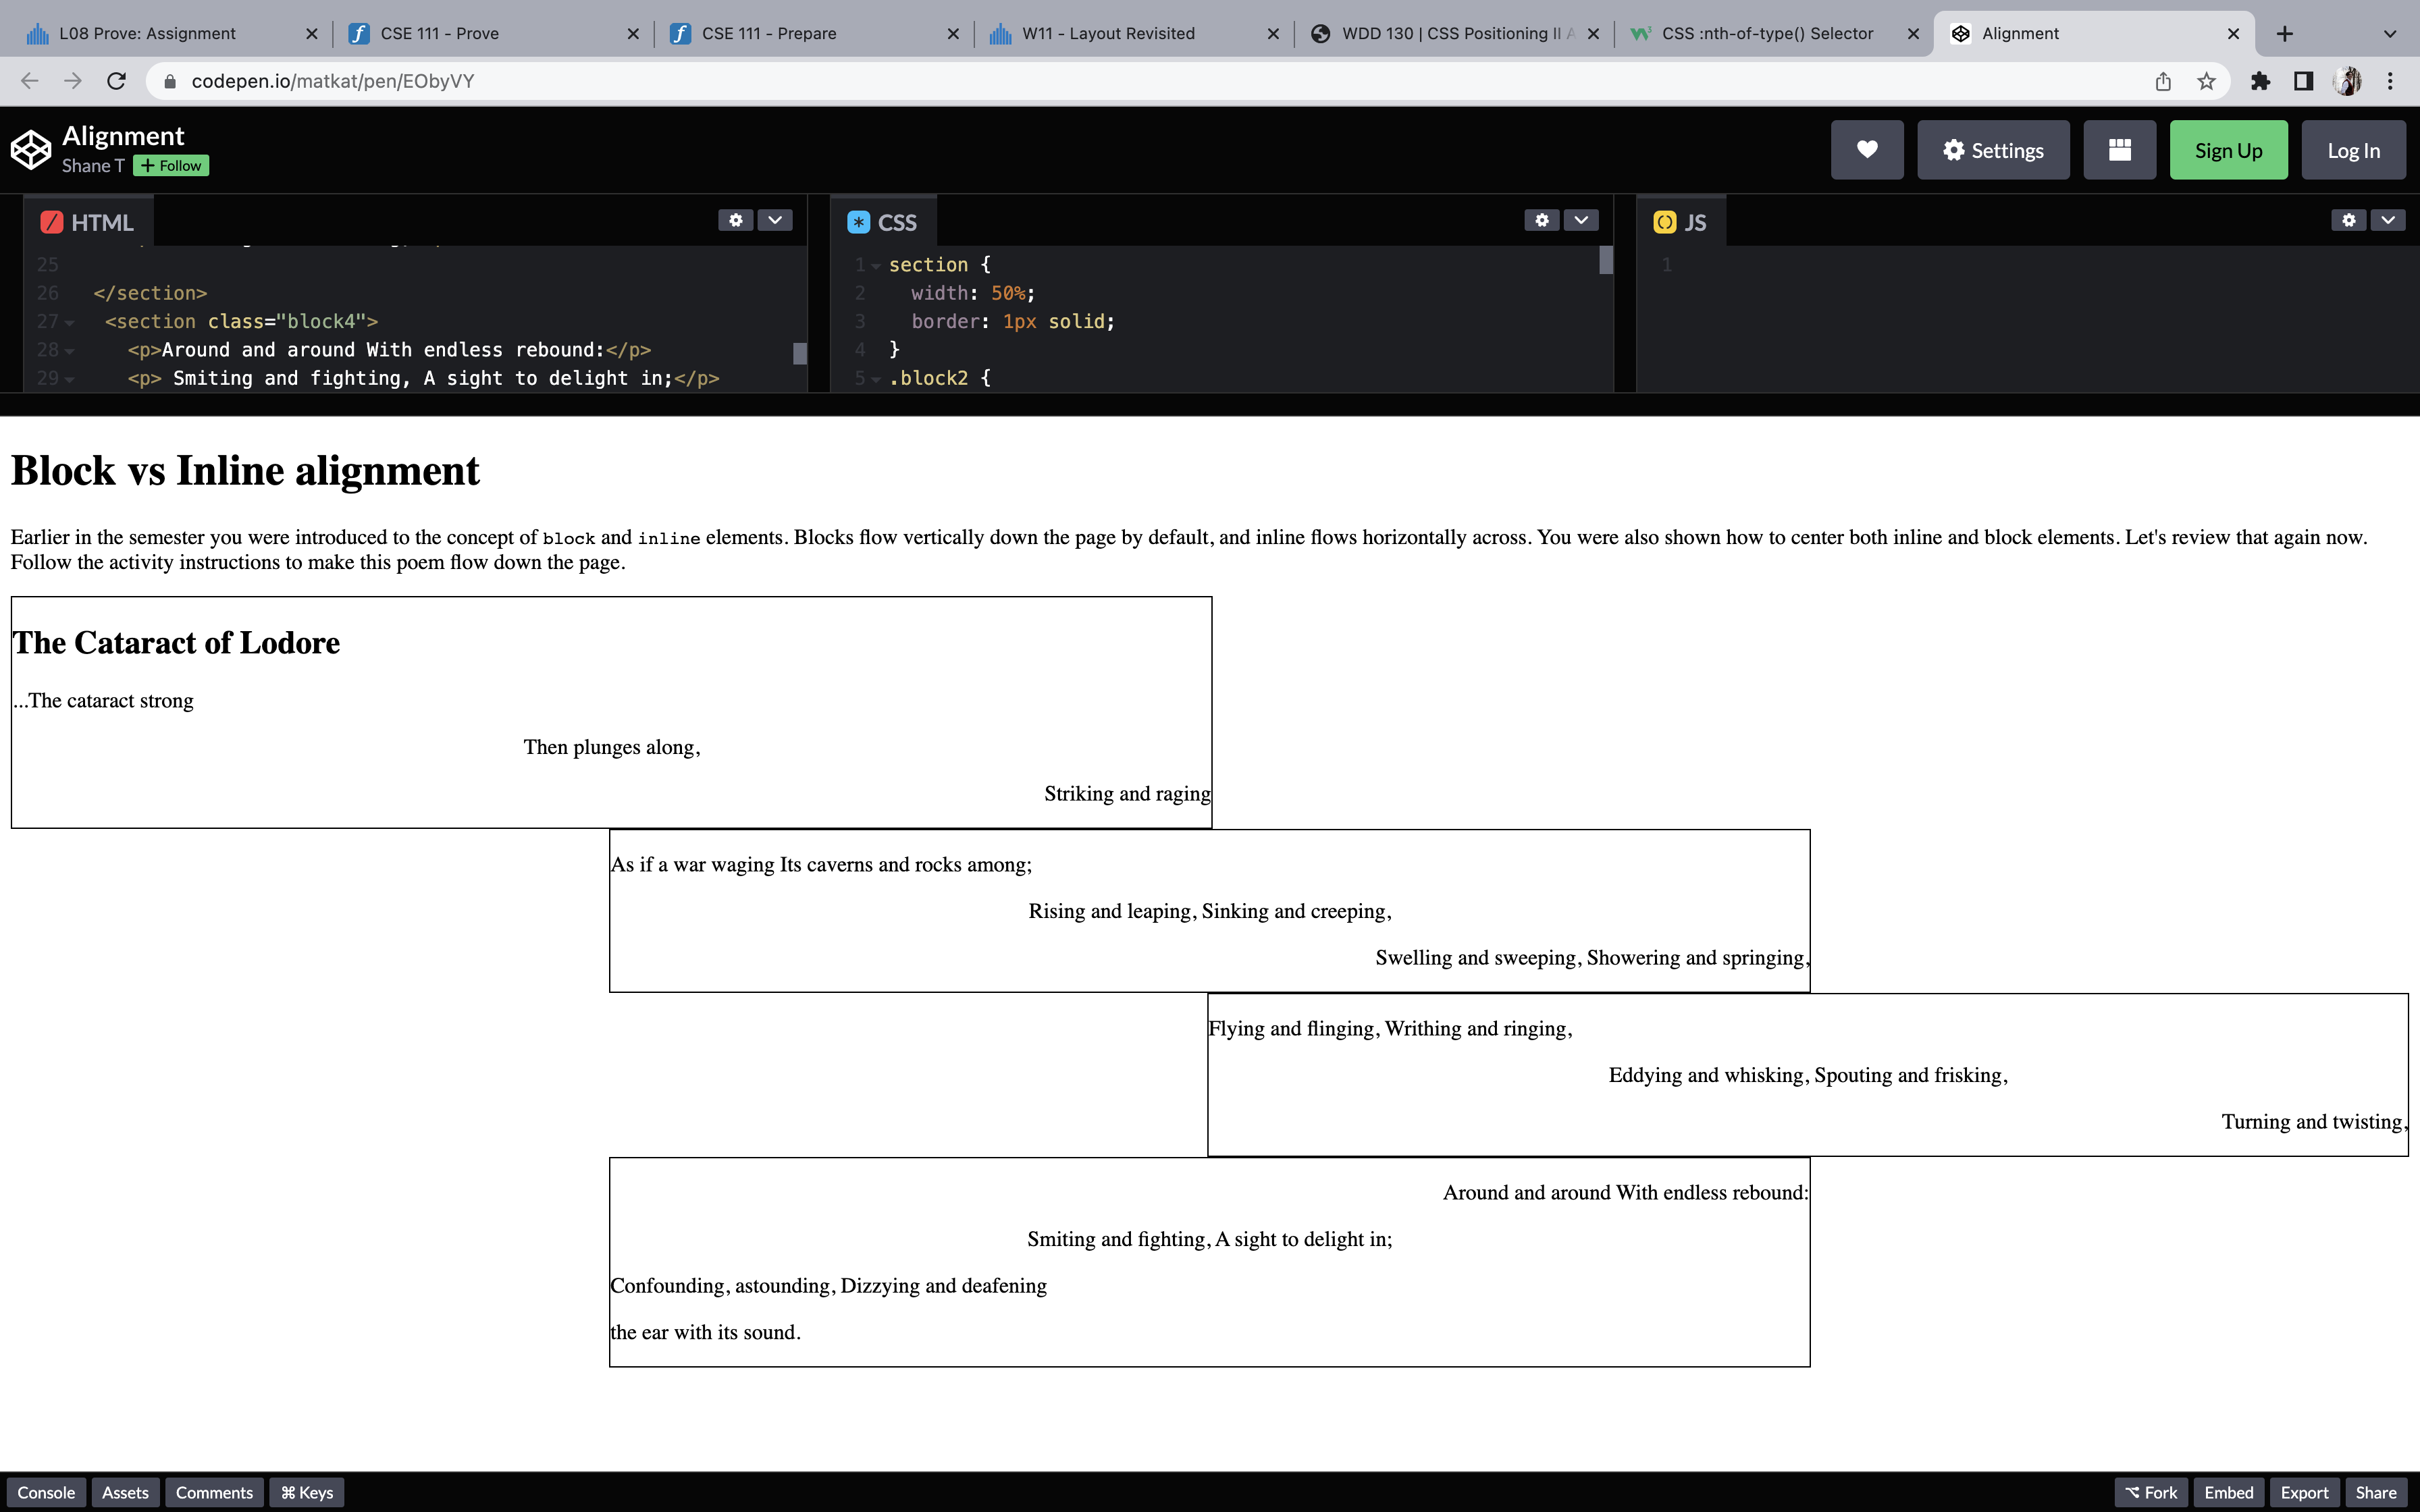 L08 Prove: Assignment
CSE 111 - Prove
CSE 111 - Prepare
W11 - Layout Revisited
WDD 130 | CSS Positioning II
CSS :nth-of-type() Selector
Alignment
codepen.io/matkat/pen/EObyVY
Alignment
Shane T + Follow
Settings
Sign Up
Log In
HTML
25
26 </section>
27 <section class="block4">
28 <p>Around and around With endless rebound:</p>
29 <p> Smiting and fighting, A sight to delight in;</p>
CSS
1 section {
2 width: 50%;
3 border: 1px solid;
4 }
5 .block2 {
JS
1
Block vs Inline alignment
Earlier in the semester you were introduced to the concept of block and inline elements. Blocks flow vertically down the page by default, and inline flows horizontally across. You were also shown how to center both inline and block elements. Let's review that again now.
Follow the activity instructions to make this poem flow down the page.
The Cataract of Lodore
...The cataract strong
Then plunges along,
Striking and raging
As if a war waging Its caverns and rocks among;
Rising and leaping, Sinking and creeping,
Swelling and sweeping, Showering and springing,
Flying and flinging, Writhing and ringing,
Eddying and whisking, Spouting and frisking,
Turning and twisting,
Around and around With endless rebound:
Smiting and fighting, A sight to delight in;
Confounding, astounding, Dizzying and deafening
the ear with its sound.
Console
Assets
Comments
⌘ Keys
Fork
Embed
Export
Share